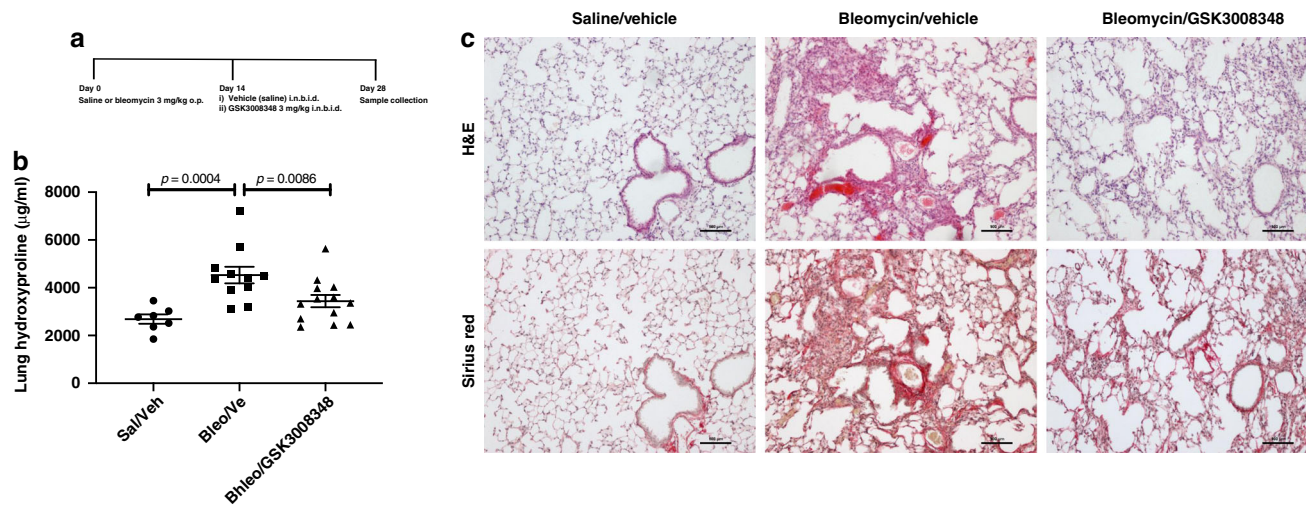 a
Day 0
Saline or bleomycin 3 mg/kg o.p.
Day 14
i) Vehicle (saline) i.n.b.i.d.
ii) GSK3008348 3 mg/kg i.n.b.i.d.
Day 28
Sample collection
b
p = 0.0004
p = 0.0086
Lung hydroxyproline (µg/ml)
8000
6000
4000
2000
0
Sal/Veh
Bleo/Ve
Bhleo/GSK3008348
c
Saline/vehicle
Bleomycin/vehicle
Bleomycin/GSK3008348
H&E
Sirius red